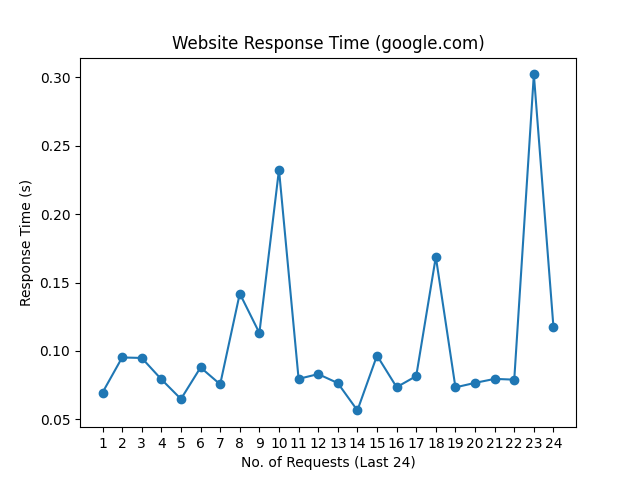 Website Response Time (google.com)
0.30
0.25
0.20
0.15
0.10
0.05
Response Time (s)
1 2 3 4 5 6 7 8 9 10 11 12 13 14 15 16 17 18 19 20 21 22 23 24
No. of Requests (Last 24)